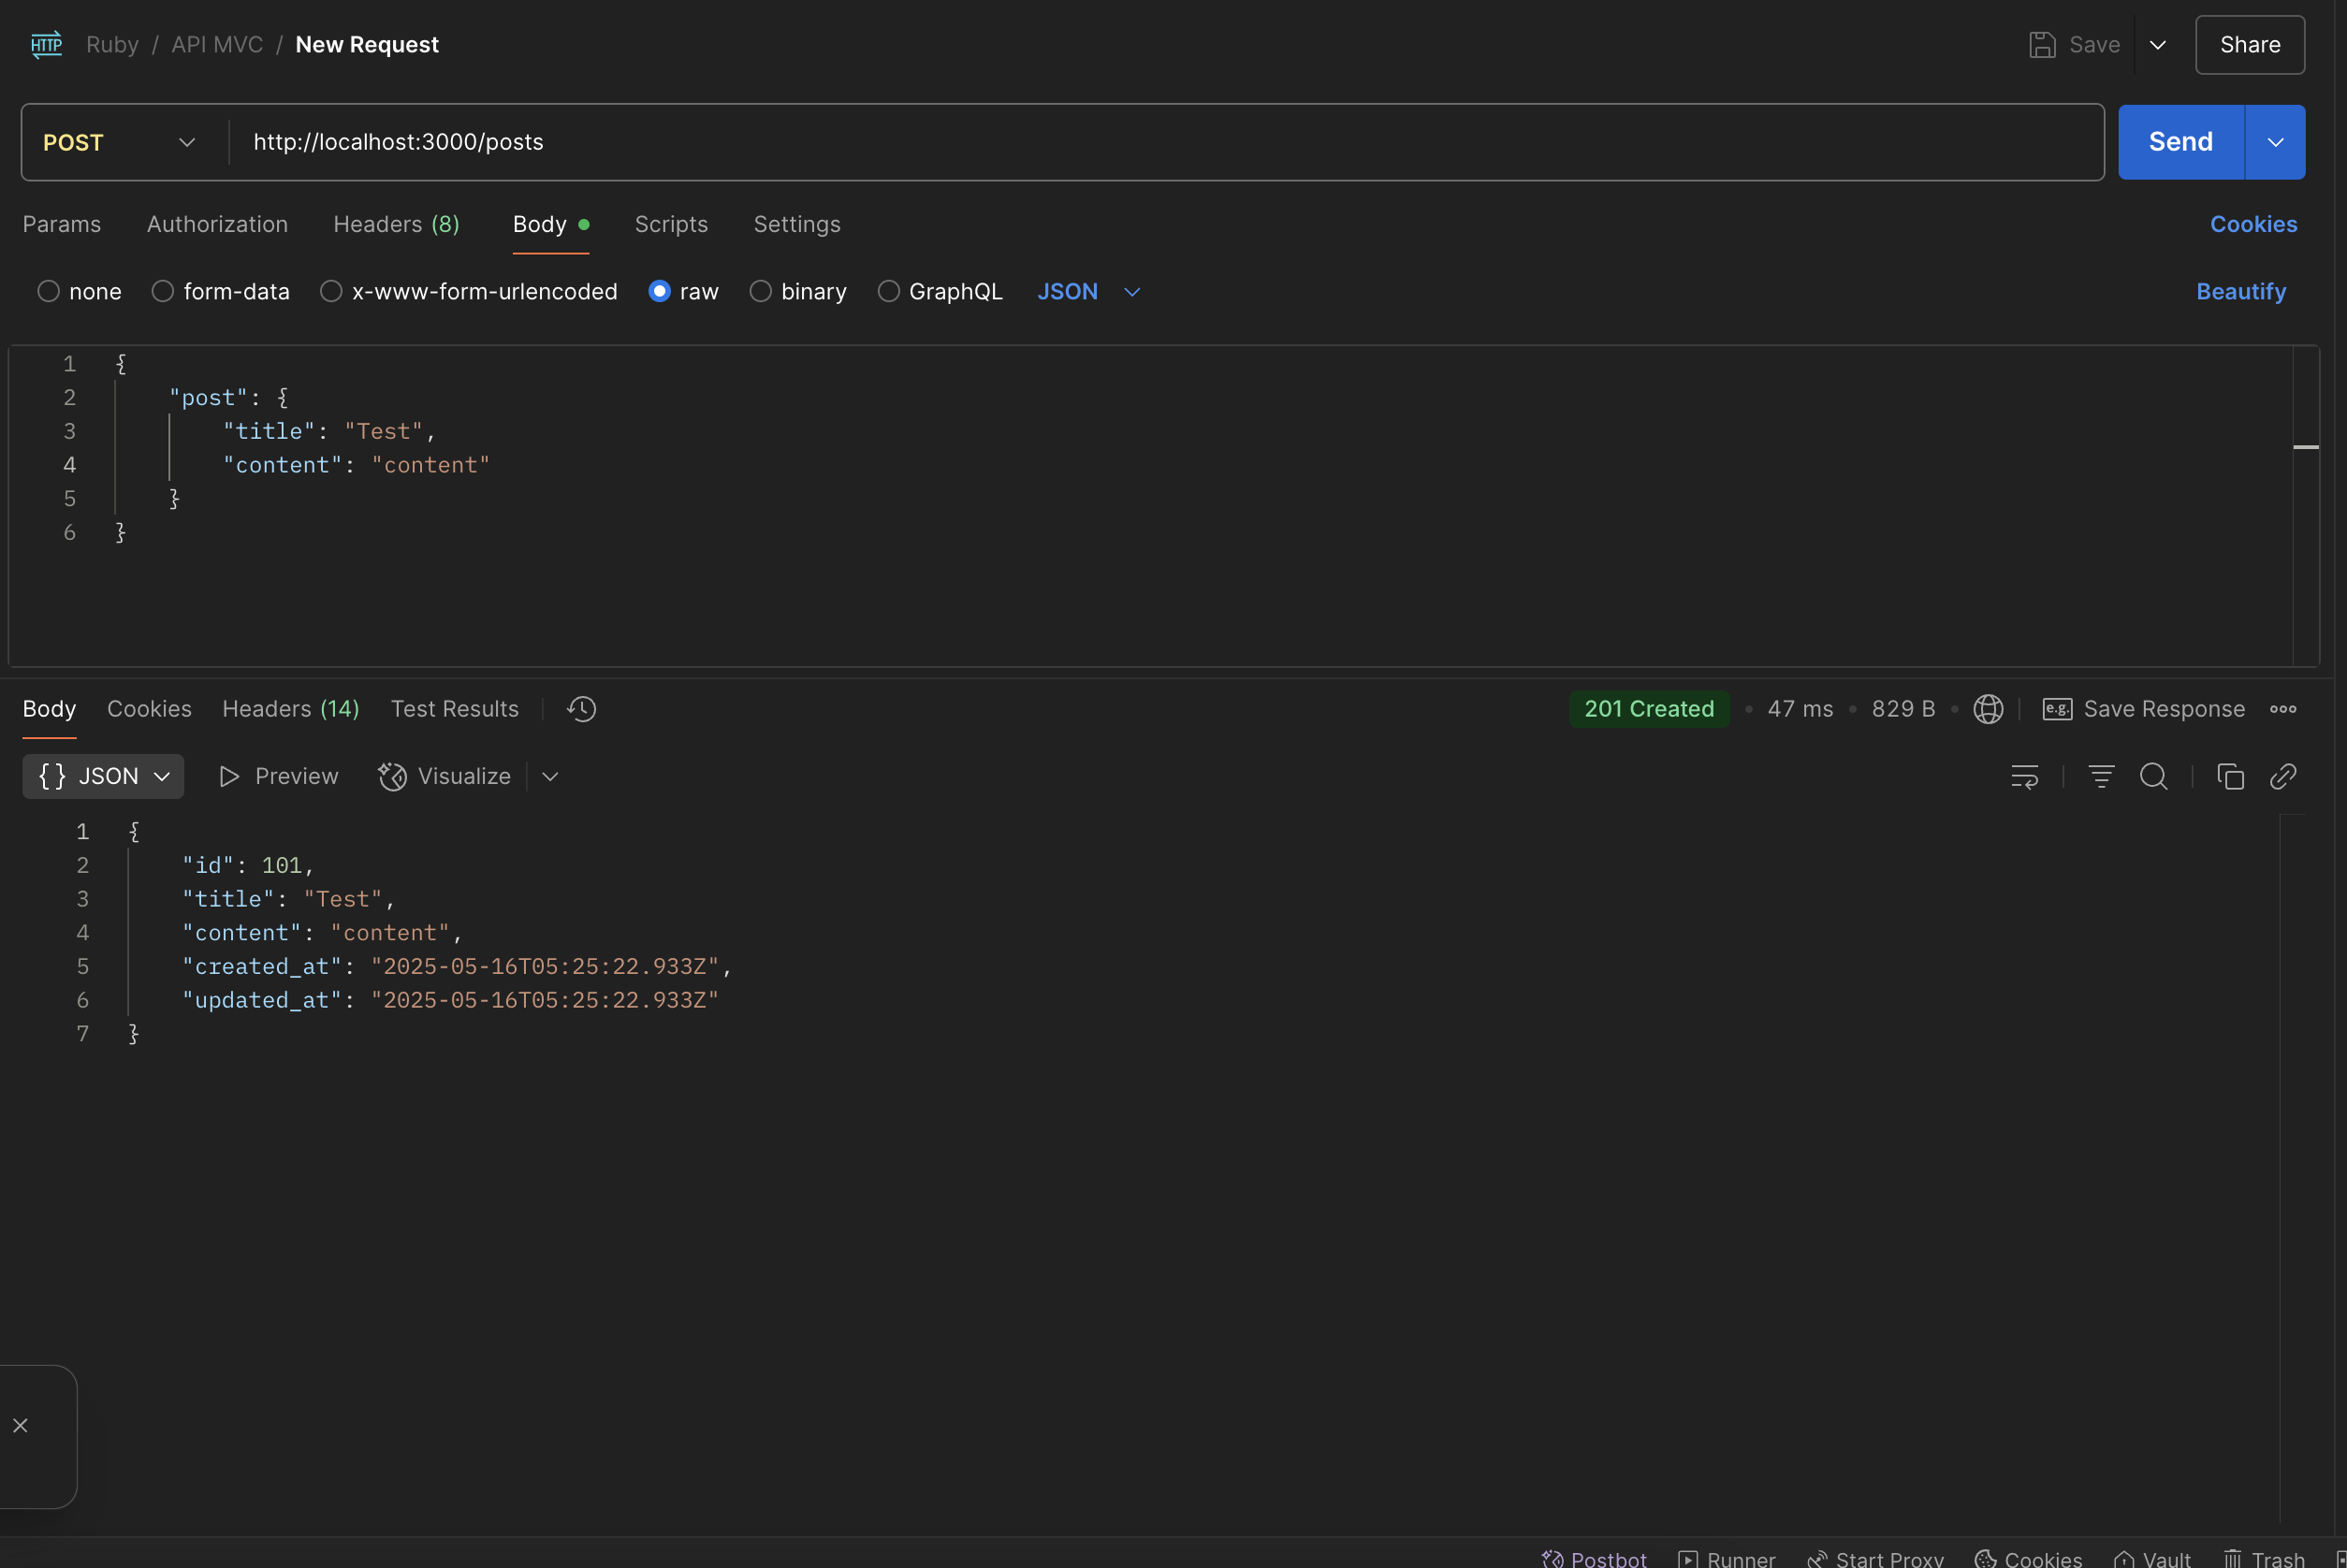 HTTP Ruby / API MVC / New Request Save Share
POST http://localhost:3000/posts Send
Params Authorization Headers (8) Body Scripts Settings Cookies
none form-data x-www-form-urlencoded raw binary GraphQL JSON Beautify
1 {
2 "post": {
3 "title": "Test",
4 "content": "content"
5 }
6 }
Body Cookies Headers (14) Test Results 201 Created • 47 ms • 829 B • e.g. Save Response
{} JSON Preview Visualize
1 {
2 "id": 101,
3 "title": "Test",
4 "content": "content",
5 "created_at": "2025-05-16T05:25:22.933Z",
6 "updated_at": "2025-05-16T05:25:22.933Z"
7 }
Postbot Runner Start Proxy Cookies Vault Trash